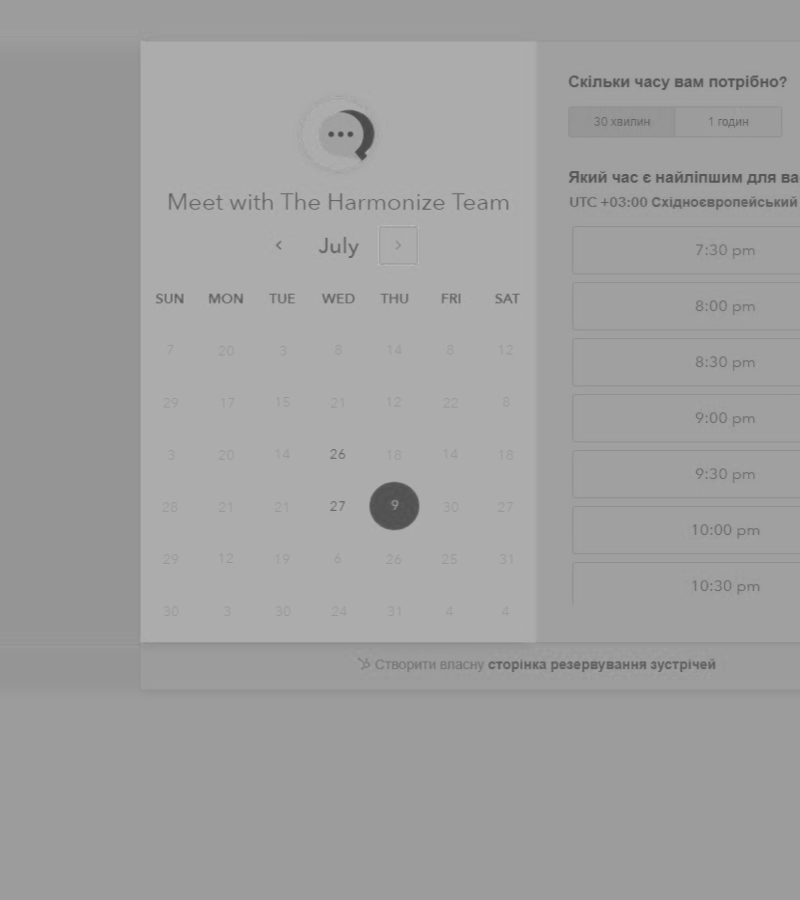 Meet with The Harmonize Team
July
SUN MON TUE WED THU FRI SAT
7 20 3 8 14 8 12
29 17 15 21 12 22 8
3 20 14 26 18 14 18
28 21 21 27 9 30 27
29 12 19 6 26 25 31
30 3 30 24 31 4 4
Скільки часу вам потрібно?
30 хвилин 1 годин
Який час є найліпшим для ва
UTC +03:00 Східноєвропейський
7:30 pm
8:00 pm
8:30 pm
9:00 pm
9:30 pm
10:00 pm
10:30 pm
Створити власну сторінка резервування зустрічей